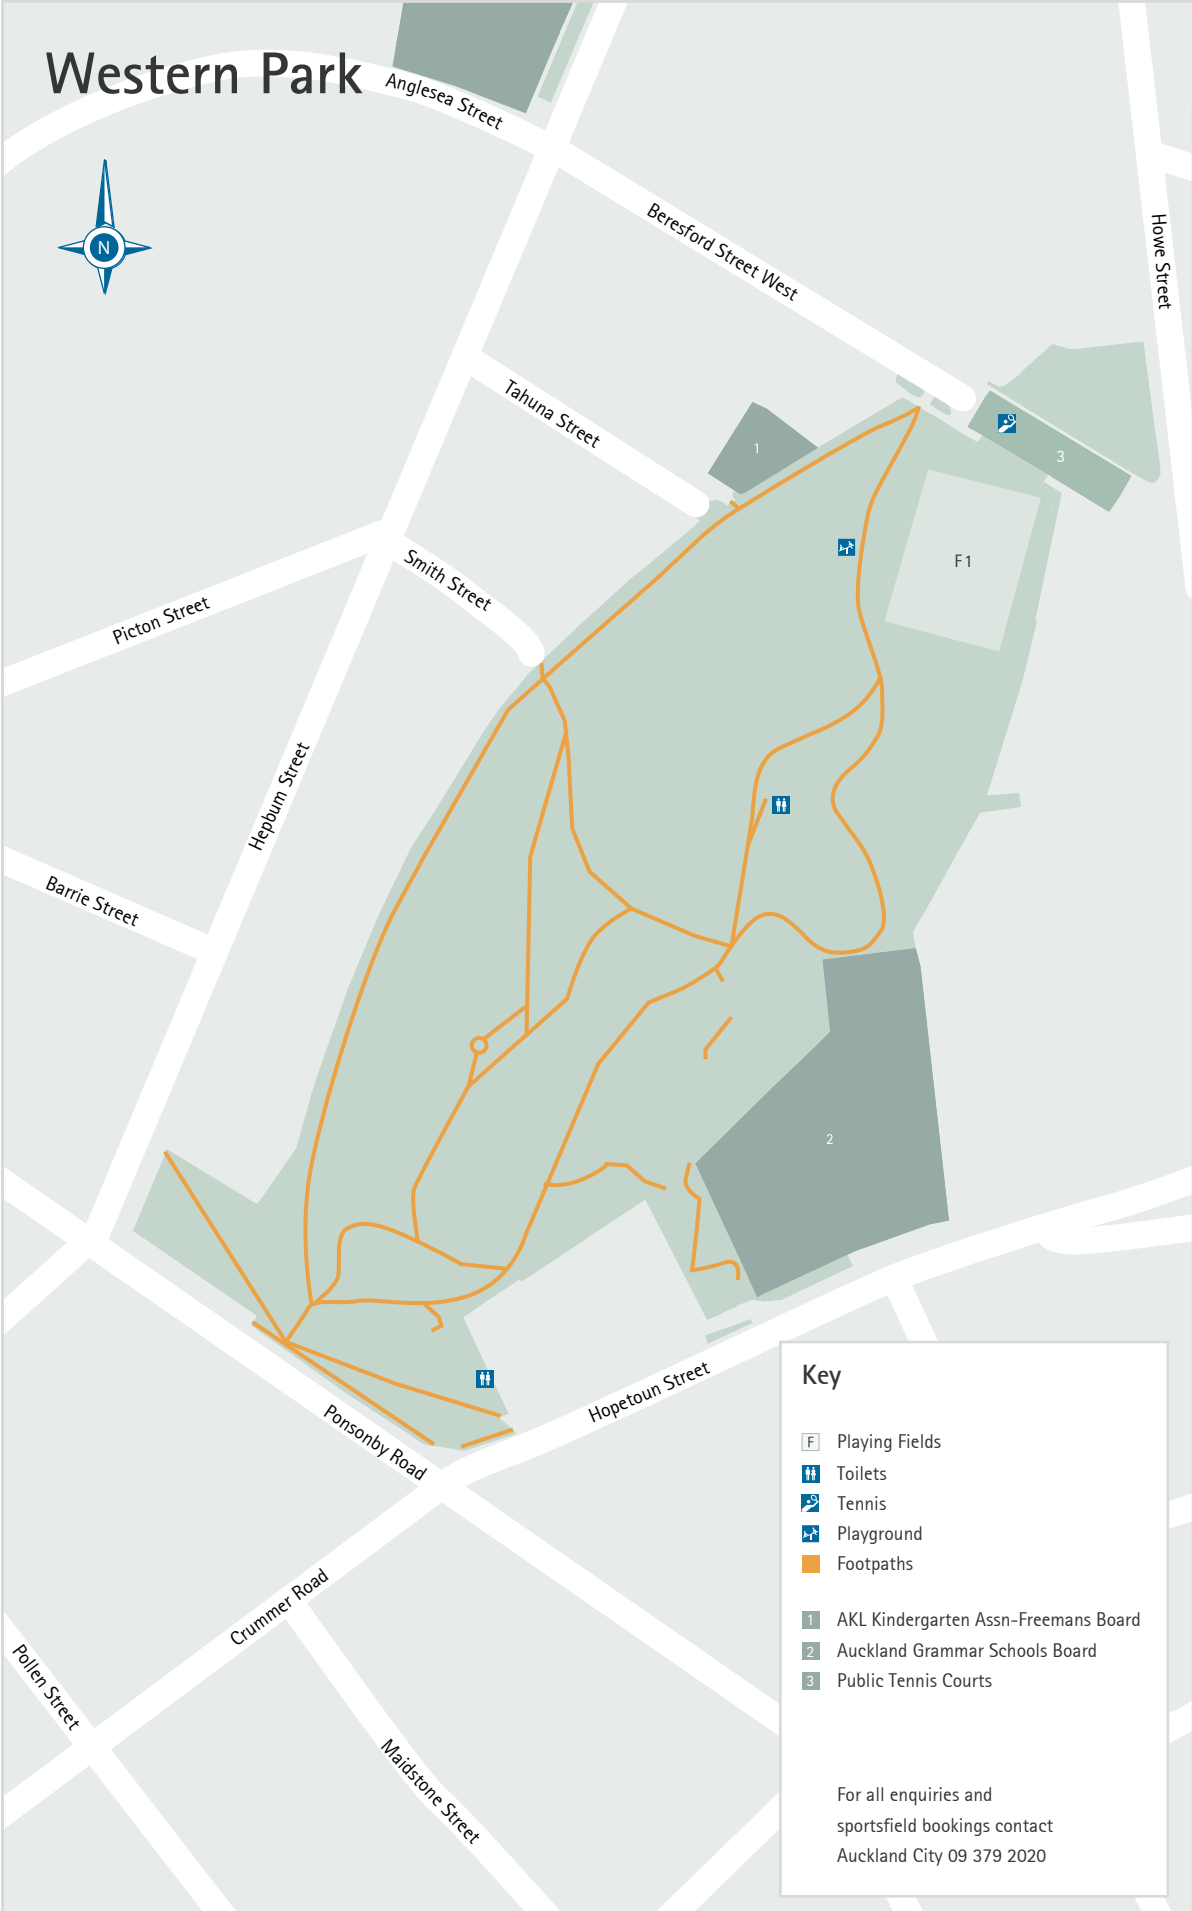 Western Park
Anglesea Street
N
Beresford Street West
Howe Street
Tahuna Street
1
3
F1
Smith Street
Picton Street
Hepburn Street
Barrie Street
2
Hopetoun Street
Ponsonby Road
Crummer Road
Pollen Street
Maidstone Street
Key
F Playing Fields
Toilets
Tennis
Playground
Footpaths
1 AKL Kindergarten Assn-Freemans Board
2 Auckland Grammar Schools Board
3 Public Tennis Courts
For all enquiries and
sportsfield bookings contact
Auckland City 09 379 2020